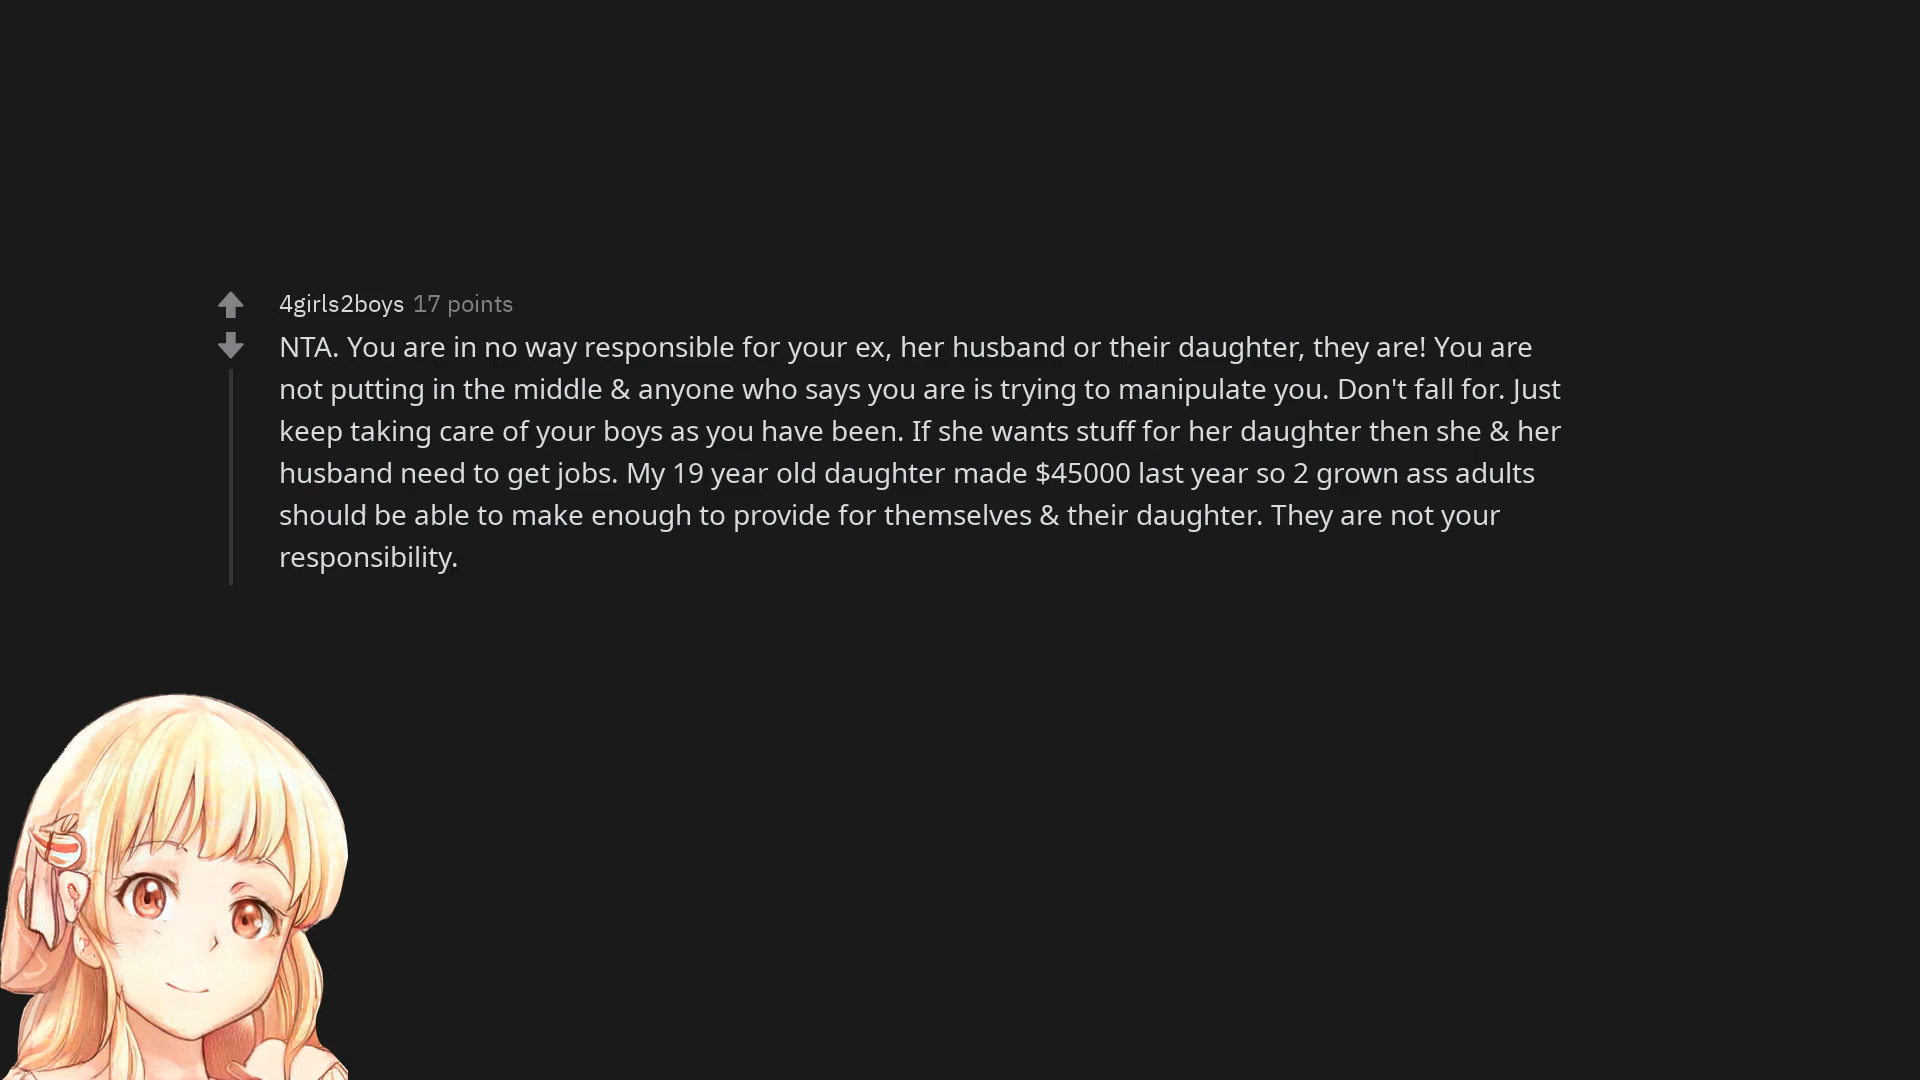 4girls2boys 17 points
NTA. You are in no way responsible for your ex, her husband or their daughter, they are! You are
not putting in the middle & anyone who says you are is trying to manipulate you. Don't fall for. Just
keep taking care of your boys as you have been. If she wants stuff for her daughter then she & her
husband need to get jobs. My 19 year old daughter made $45000 last year so 2 grown ass adults
should be able to make enough to provide for themselves & their daughter. They are not your
responsibility.